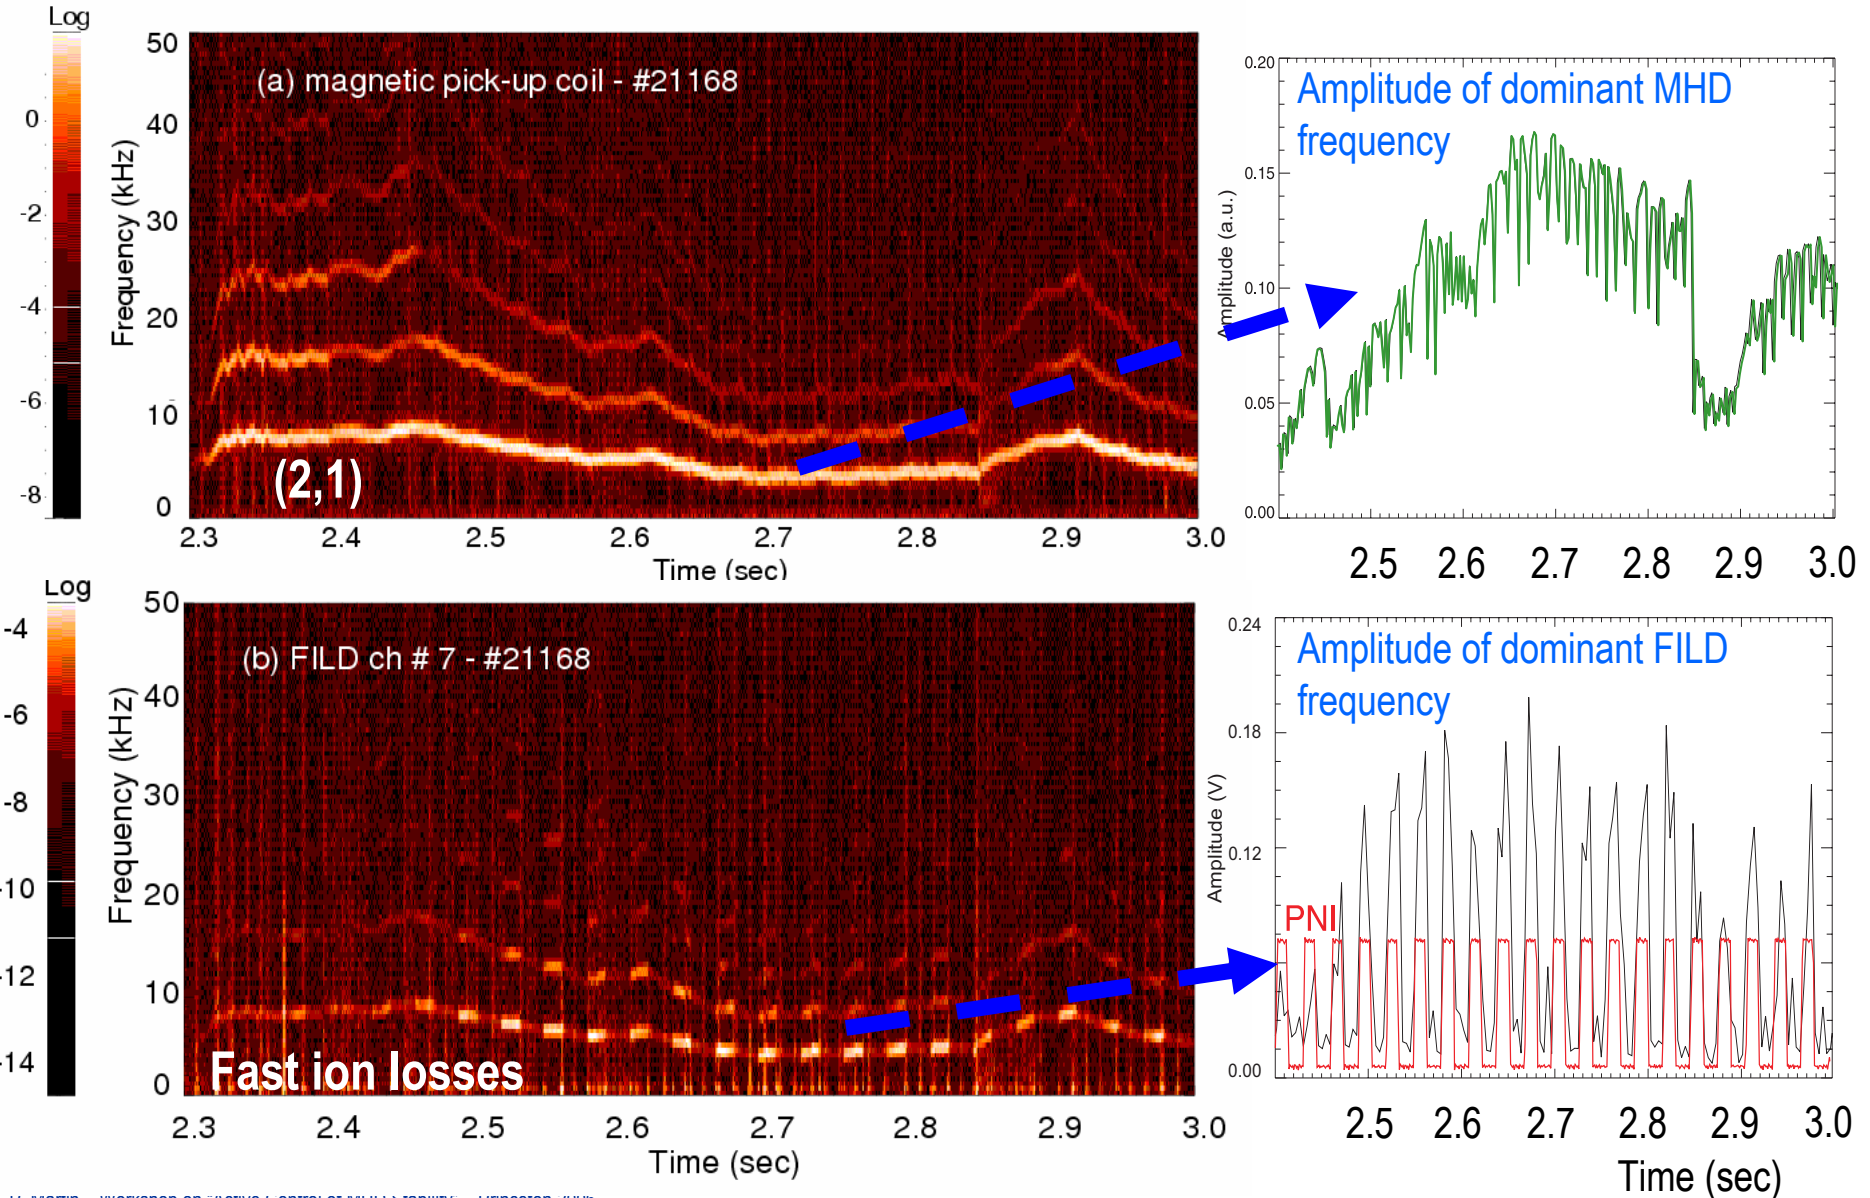 Log
0
-2
-4
-6
-8
50
40
30
20
10
0
Frequency (kHz)
(a) magnetic pick-up coil - #21168
(2,1)
2.3 2.4 2.5 2.6 2.7 2.8 2.9 3.0
Time (sec)
0.20
0.15
0.10
0.05
0.00
Amplitude (a.u.)
Amplitude of dominant MHD
frequency
2.5 2.6 2.7 2.8 2.9 3.0
Log
-4
-6
-8
-10
-12
-14
50
40
30
20
10
0
Frequency (kHz)
(b) FILD ch # 7 - #21168
Fast ion losses
2.3 2.4 2.5 2.6 2.7 2.8 2.9 3.0
Time (sec)
0.24
0.18
0.12
0.00
Amplitude (V)
Amplitude of dominant FILD
frequency
PNI
2.5 2.6 2.7 2.8 2.9 3.0
Time (sec)